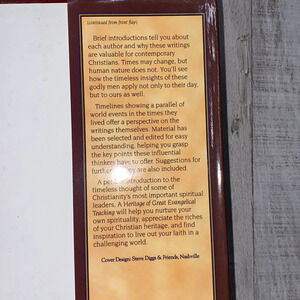 (continued from front flap)
Brief introductions tell you about
each author and why these writings
are valuable for contemporary
Christians. Times may change, but
human nature does not. You'll see
how the timeless insights of these
godly men apply not only to their day,
but to ours as well.
Timelines showing a parallel of
world events in the times they
lived offer a perspective on the
writings themselves. Material has
been selected and edited for easy
understanding, helping you grasp
the key points these influential
thinkers have to offer. Suggestions for
further are also included.
A introduction to the
timeless thought of some of
Christianity's most important spiritual
leaders, A Heritage of Great Evangelical
Teaching will help you nurture your
own spirituality, appreciate the riches
of your Christian heritage, and find
inspiration to live out your faith in a
challenging world.
Cover Design: Steve Diggs & Friends, Nashville